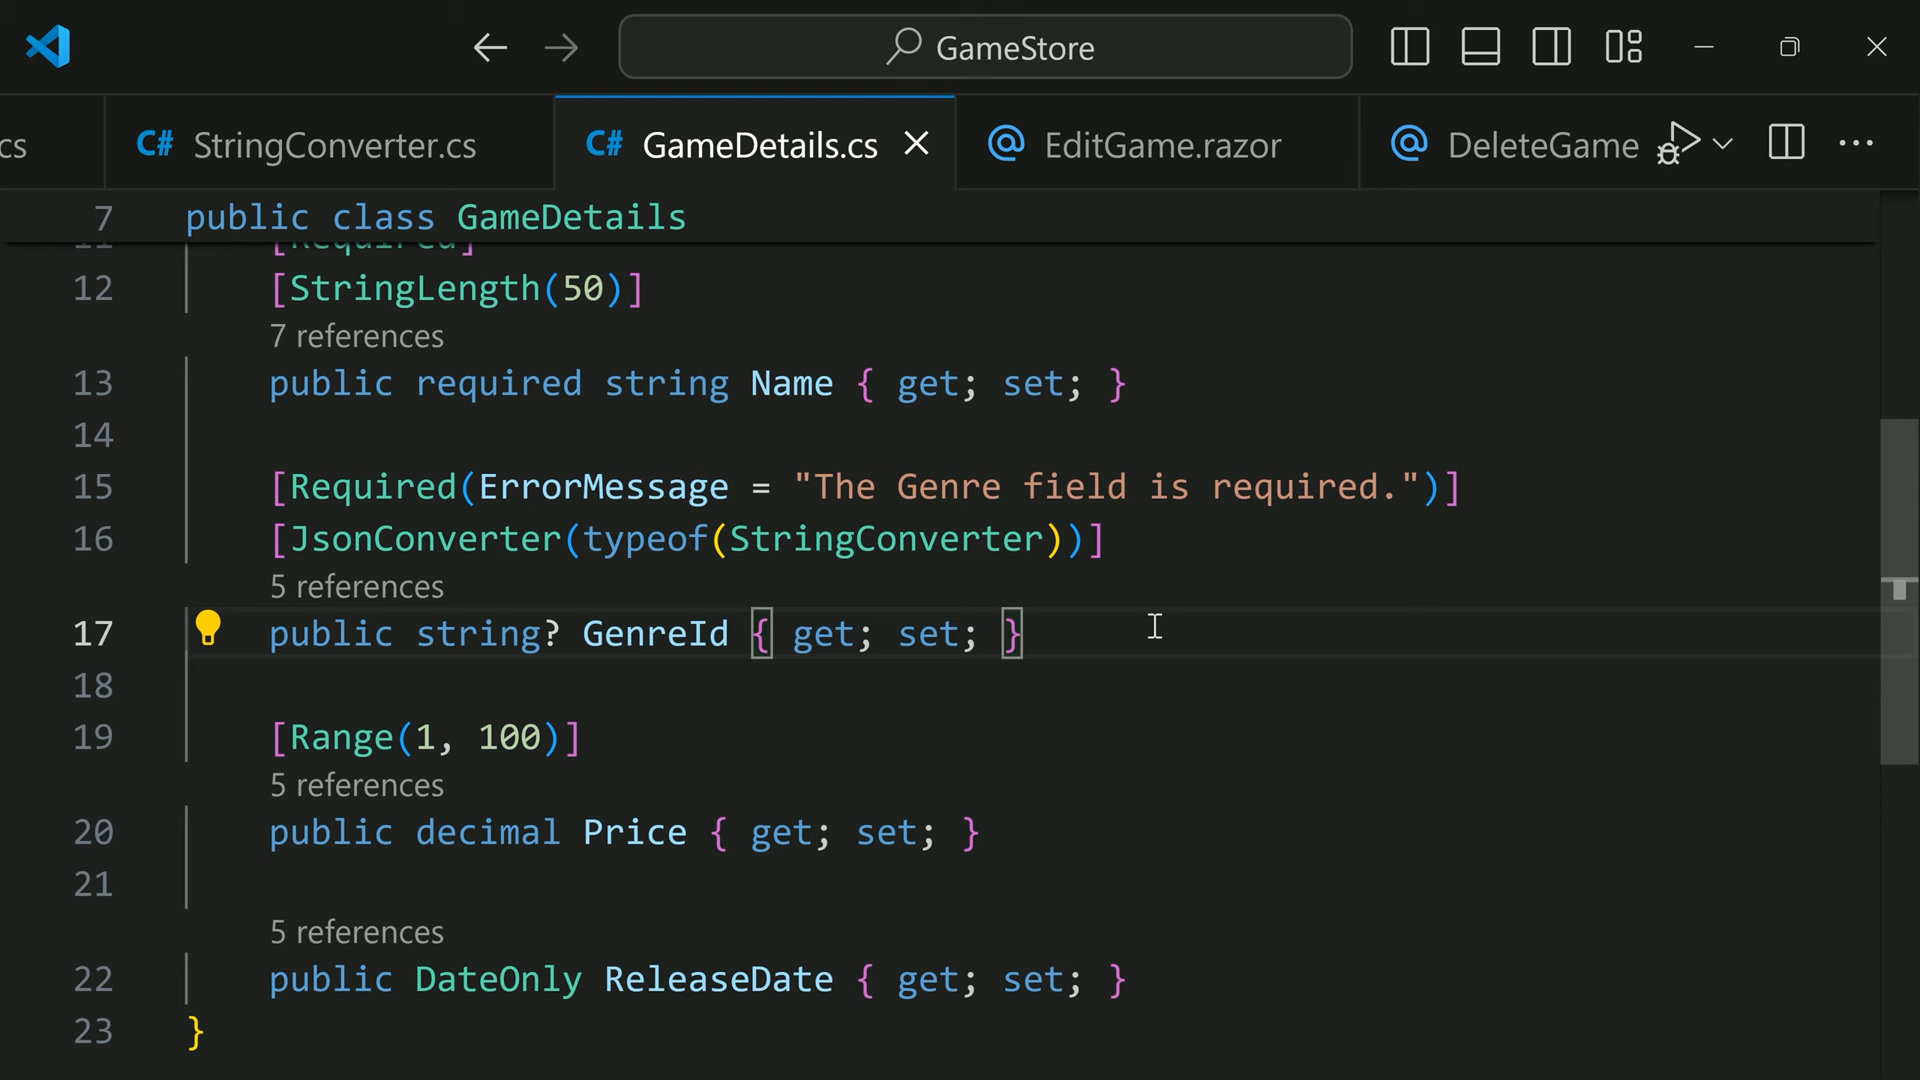 GameStore
cs
C# StringConverter.cs
C# GameDetails.cs
@ EditGame.razor
@ DeleteGame
7 public class GameDetails
11 [Required]
12 [StringLength(50)]
7 references
13 public required string Name { get; set; }
14
15 [Required(ErrorMessage = "The Genre field is required.")]
16 [JsonConverter(typeof(StringConverter))]
5 references
17 public string? GenreId { get; set; }
18
19 [Range(1, 100)]
5 references
20 public decimal Price { get; set; }
21
5 references
22 public DateOnly ReleaseDate { get; set; }
23 }